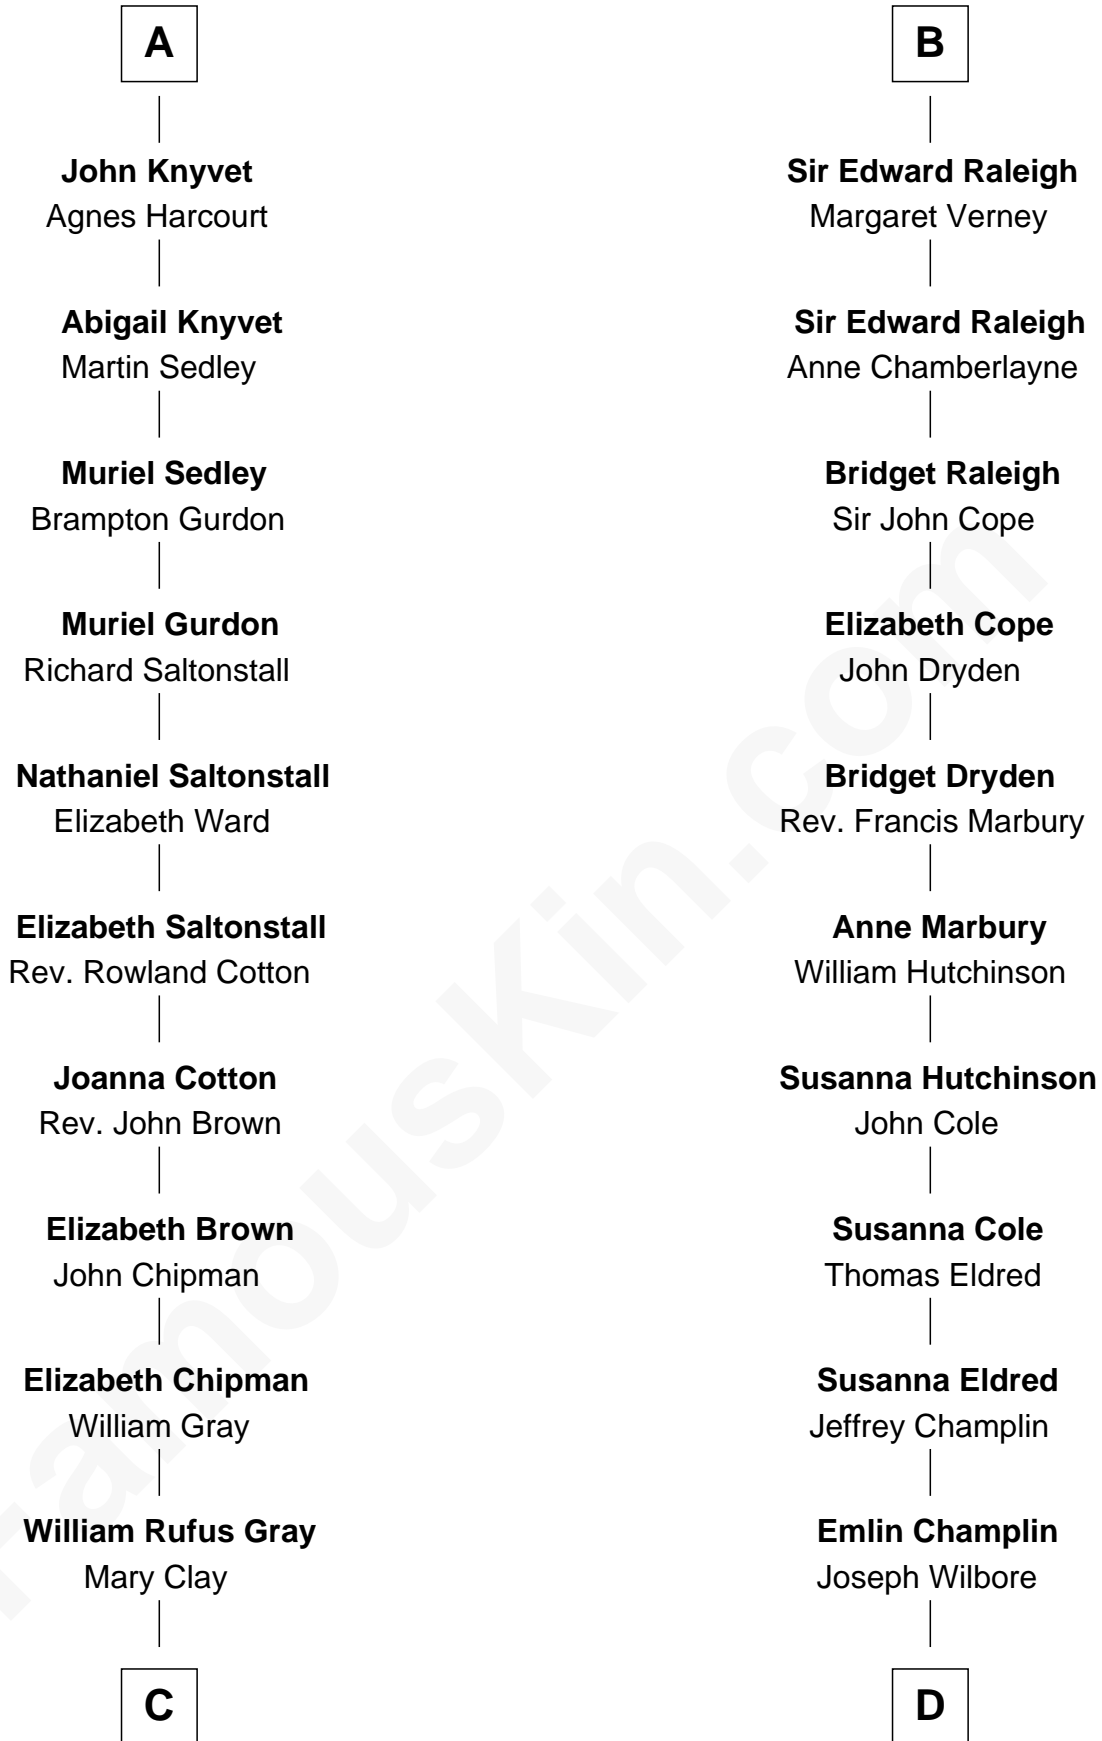 A
John Knyvet
Agnes Harcourt
Abigail Knyvet
Martin Sedley
Muriel Sedley
Brampton Gurdon
Muriel Gurdon
Richard Saltonstall
Nathaniel Saltonstall
Elizabeth Ward
Elizabeth Saltonstall
Rev. Rowland Cotton
Joanna Cotton
Rev. John Brown
Elizabeth Brown
John Chipman
Elizabeth Chipman
William Gray
William Rufus Gray
Mary Clay
C
B
Sir Edward Raleigh
Margaret Verney
Sir Edward Raleigh
Anne Chamberlayne
Bridget Raleigh
Sir John Cope
Elizabeth Cope
John Dryden
Bridget Dryden
Rev. Francis Marbury
Anne Marbury
William Hutchinson
Susanna Hutchinson
John Cole
Susanna Cole
Thomas Eldred
Susanna Eldred
Jeffrey Champlin
Emlin Champlin
Joseph Wilbore
D
FamousKin.com